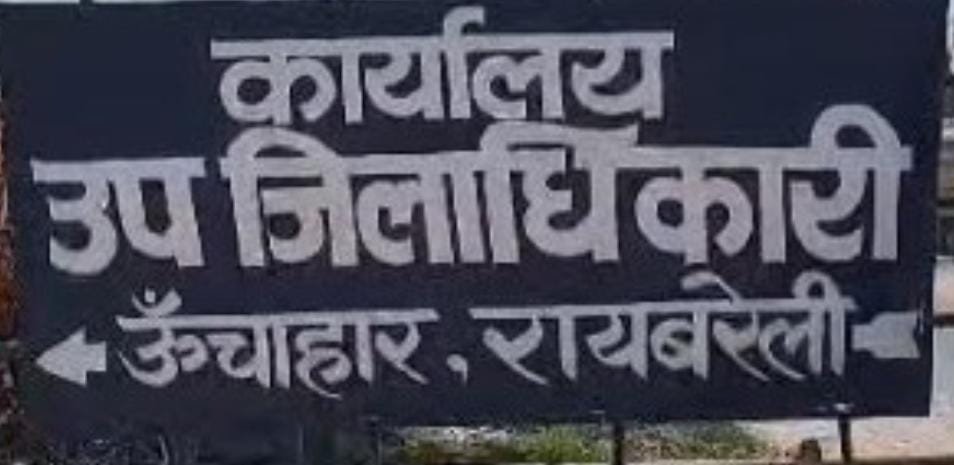 कार्यालय
उप जिलाधिकारी
ऊँचाहार, रायबरेली